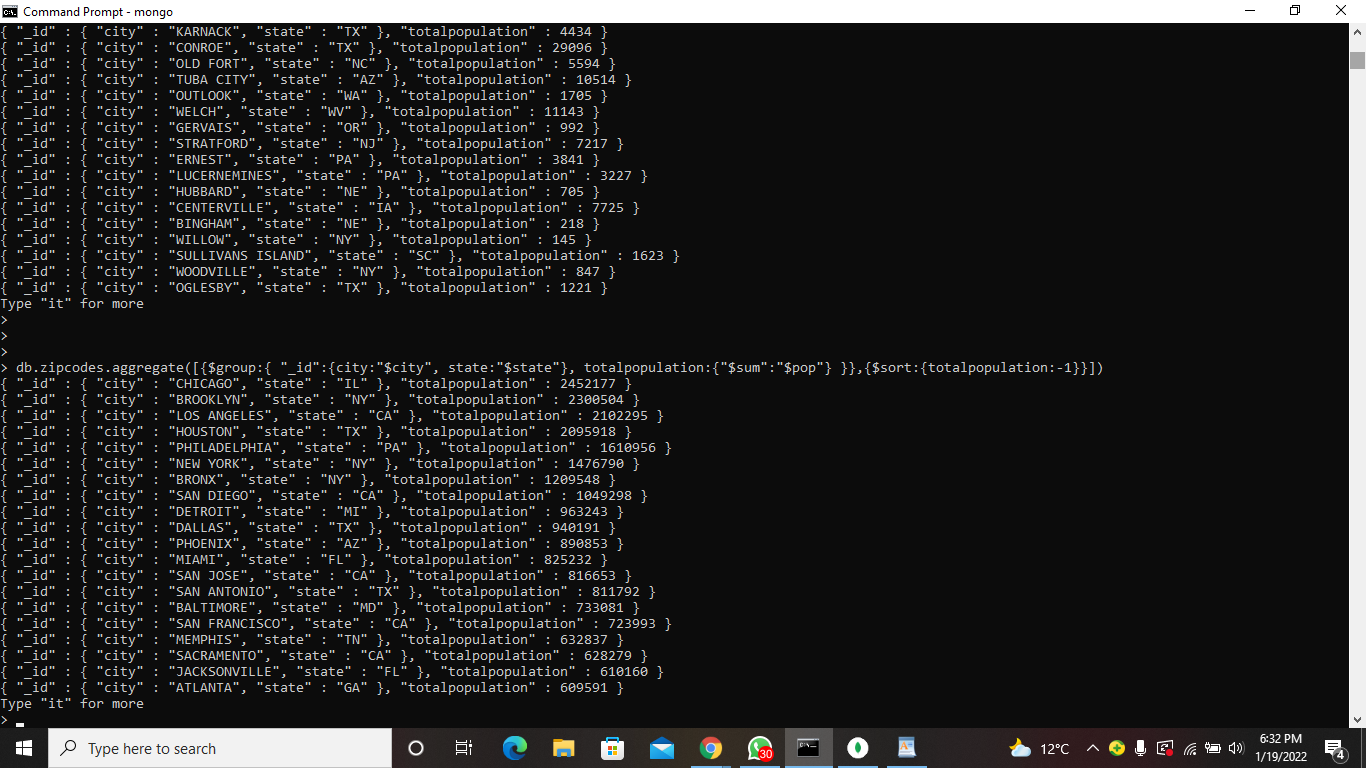 Command Prompt - mongo
{ "_id" : { "city" : "KARNACK", "state" : "TX" }, "totalpopulation" : 4434 }
{ "_id" : { "city" : "CONROE", "state" : "TX" }, "totalpopulation" : 29096 }
{ "_id" : { "city" : "OLD FORT", "state" : "NC" }, "totalpopulation" : 5594 }
{ "_id" : { "city" : "TUBA CITY", "state" : "AZ" }, "totalpopulation" : 10514 }
{ "_id" : { "city" : "OUTLOOK", "state" : "WA" }, "totalpopulation" : 1705 }
{ "_id" : { "city" : "WELCH", "state" : "WV" }, "totalpopulation" : 11143 }
{ "_id" : { "city" : "GERVAIS", "state" : "OR" }, "totalpopulation" : 992 }
{ "_id" : { "city" : "STRATFORD", "state" : "NJ" }, "totalpopulation" : 7217 }
{ "_id" : { "city" : "ERNEST", "state" : "PA" }, "totalpopulation" : 3841 }
{ "_id" : { "city" : "LUCERNEMINES", "state" : "PA" }, "totalpopulation" : 3227 }
{ "_id" : { "city" : "HUBBARD", "state" : "NE" }, "totalpopulation" : 705 }
{ "_id" : { "city" : "CENTERVILLE", "state" : "IA" }, "totalpopulation" : 7725 }
{ "_id" : { "city" : "BINGHAM", "state" : "NE" }, "totalpopulation" : 218 }
{ "_id" : { "city" : "WILLOW", "state" : "NY" }, "totalpopulation" : 145 }
{ "_id" : { "city" : "SULLIVANS ISLAND", "state" : "SC" }, "totalpopulation" : 1623 }
{ "_id" : { "city" : "WOODVILLE", "state" : "NY" }, "totalpopulation" : 847 }
{ "_id" : { "city" : "OGLESBY", "state" : "TX" }, "totalpopulation" : 1221 }
Type "it" for more
>
>
>
> db.zipcodes.aggregate([{$group:{ "_id":{city:"$city", state:"$state"}, totalpopulation:{"$sum":"$pop"} }},{$sort:{totalpopulation:-1}}])
{ "_id" : { "city" : "CHICAGO", "state" : "IL" }, "totalpopulation" : 2452177 }
{ "_id" : { "city" : "BROOKLYN", "state" : "NY" }, "totalpopulation" : 2300504 }
{ "_id" : { "city" : "LOS ANGELES", "state" : "CA" }, "totalpopulation" : 2102295 }
{ "_id" : { "city" : "HOUSTON", "state" : "TX" }, "totalpopulation" : 2095918 }
{ "_id" : { "city" : "PHILADELPHIA", "state" : "PA" }, "totalpopulation" : 1610956 }
{ "_id" : { "city" : "NEW YORK", "state" : "NY" }, "totalpopulation" : 1476790 }
{ "_id" : { "city" : "BRONX", "state" : "NY" }, "totalpopulation" : 1209548 }
{ "_id" : { "city" : "SAN DIEGO", "state" : "CA" }, "totalpopulation" : 1049298 }
{ "_id" : { "city" : "DETROIT", "state" : "MI" }, "totalpopulation" : 963243 }
{ "_id" : { "city" : "DALLAS", "state" : "TX" }, "totalpopulation" : 940191 }
{ "_id" : { "city" : "PHOENIX", "state" : "AZ" }, "totalpopulation" : 890853 }
{ "_id" : { "city" : "MIAMI", "state" : "FL" }, "totalpopulation" : 825232 }
{ "_id" : { "city" : "SAN JOSE", "state" : "CA" }, "totalpopulation" : 816653 }
{ "_id" : { "city" : "SAN ANTONIO", "state" : "TX" }, "totalpopulation" : 811792 }
{ "_id" : { "city" : "BALTIMORE", "state" : "MD" }, "totalpopulation" : 733081 }
{ "_id" : { "city" : "SAN FRANCISCO", "state" : "CA" }, "totalpopulation" : 723993 }
{ "_id" : { "city" : "MEMPHIS", "state" : "TN" }, "totalpopulation" : 632837 }
{ "_id" : { "city" : "SACRAMENTO", "state" : "CA" }, "totalpopulation" : 628279 }
{ "_id" : { "city" : "JACKSONVILLE", "state" : "FL" }, "totalpopulation" : 610160 }
{ "_id" : { "city" : "ATLANTA", "state" : "GA" }, "totalpopulation" : 609591 }
Type "it" for more
>
Type here to search
30
12°C
6:32 PM
1/19/2022
4